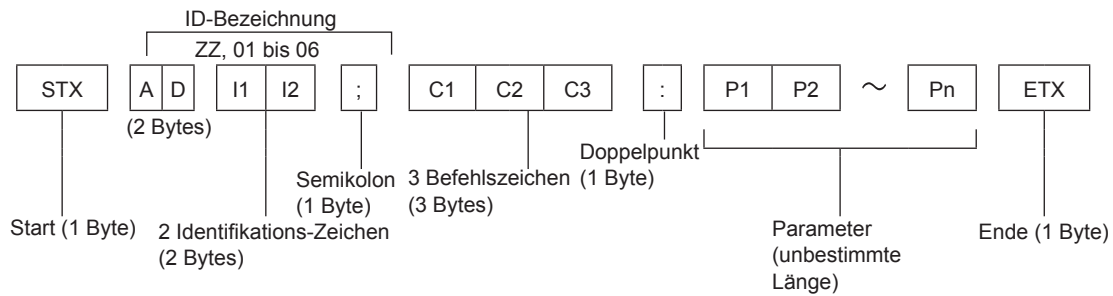 ID-Bezeichnung
ZZ, 01 bis 06
STX A D I1 I2 ; C1 C2 C3 : P1 P2 ~ Pn ETX
(2 Bytes)
Doppelpunkt
(1 Byte)
Semikolon
(1 Byte)
3 Befehlszeichen
(3 Bytes)
Start (1 Byte)
2 Identifikations-Zeichen
(2 Bytes)
Parameter
(unbestimmte
Länge)
Ende (1 Byte)